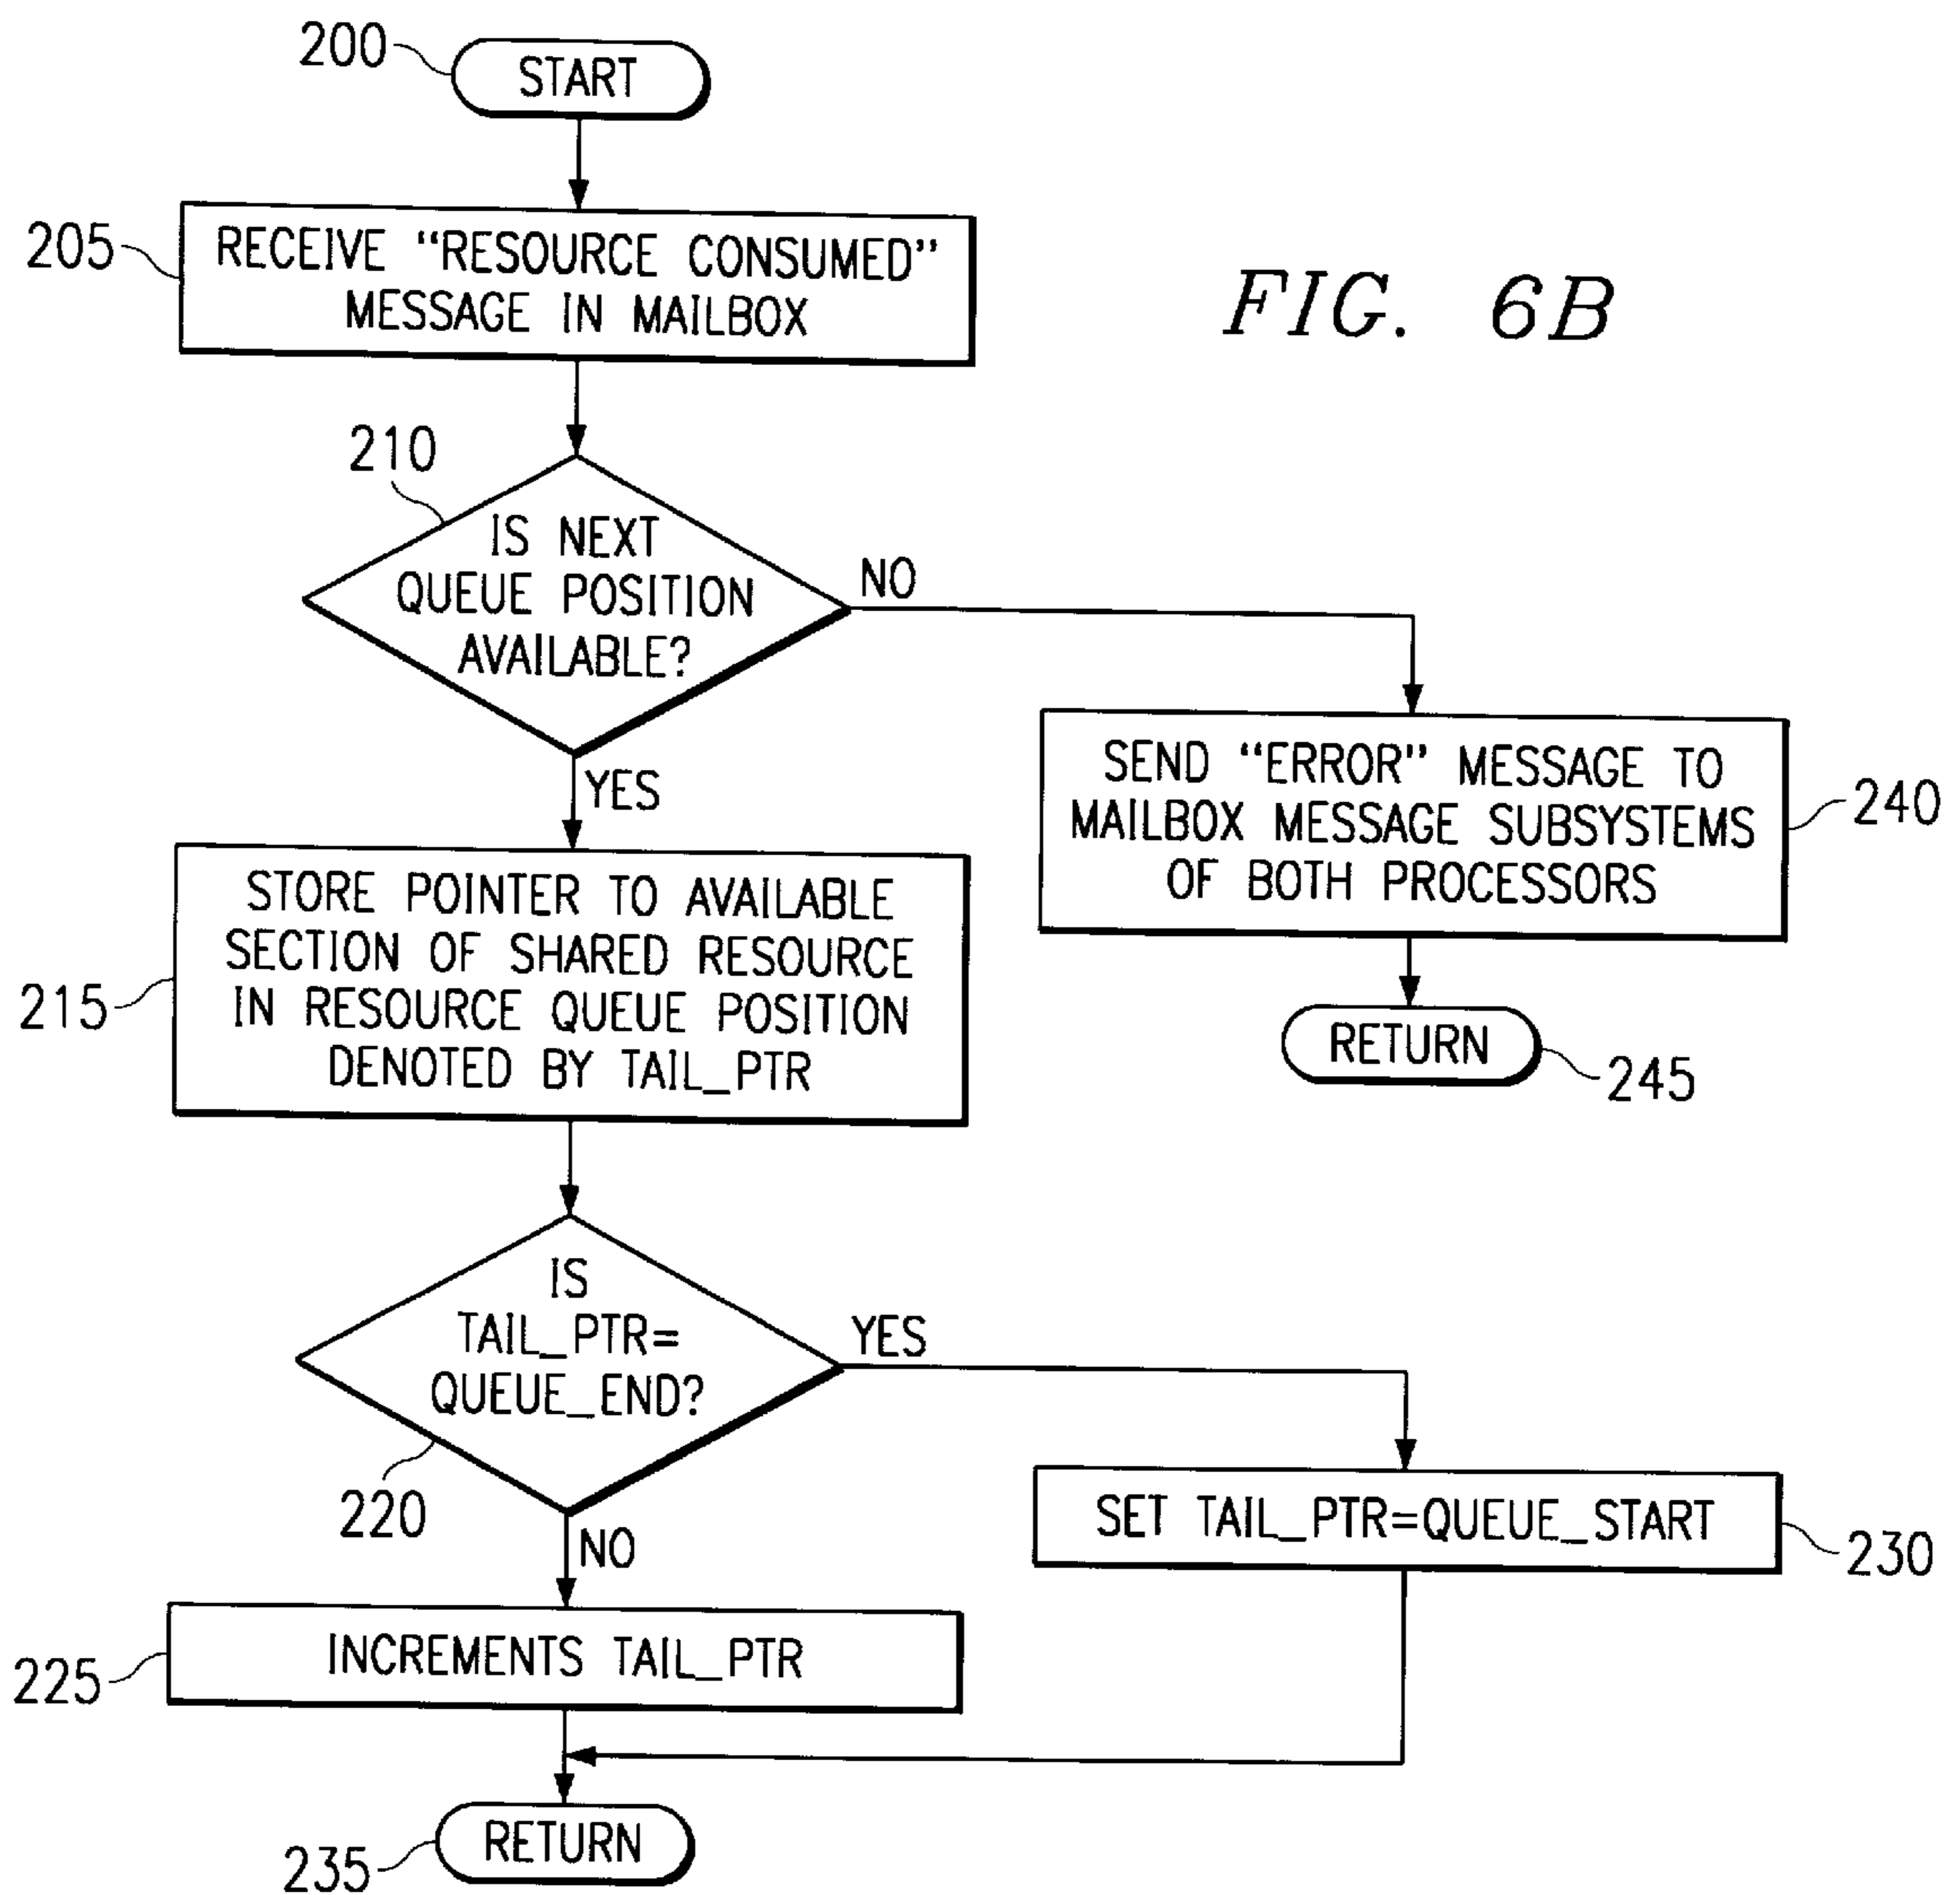 200
START
205
RECEIVE “RESOURCE CONSUMED”
MESSAGE IN MAILBOX
FIG. 6B
210
IS NEXT
QUEUE POSITION
AVAILABLE?
NO
YES
SEND “ERROR” MESSAGE TO
MAILBOX MESSAGE SUBSYSTEMS
OF BOTH PROCESSORS
240
RETURN
245
215
STORE POINTER TO AVAILABLE
SECTION OF SHARED RESOURCE
IN RESOURCE QUEUE POSITION
DENOTED BY TAIL_PTR
IS
TAIL_PTR=
QUEUE_END?
220
YES
NO
SET TAIL_PTR=QUEUE_START
230
225
INCREMENTS TAIL_PTR
RETURN
235